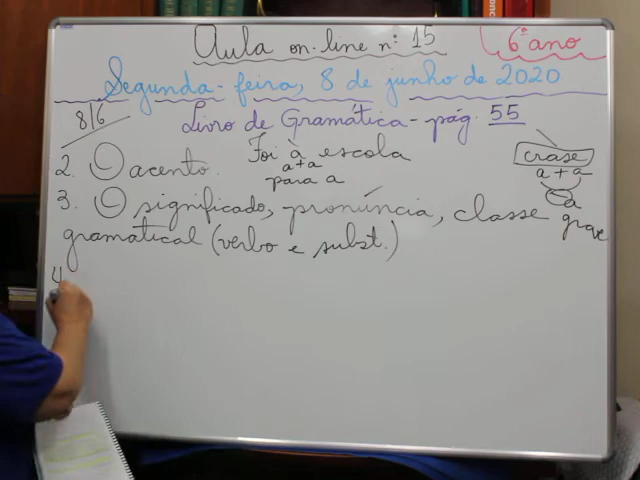 Aula on-line nº 15
6º ano
Segunda-feira, 8 de junho de 2020
8/6
Livro de Gramática - pág. 55
2. O acento.
Foi à escola
a+a
para a
crase
a + a
à
grave
3. O significado, pronúncia, classe
gramatical (verbo e subst.)
4